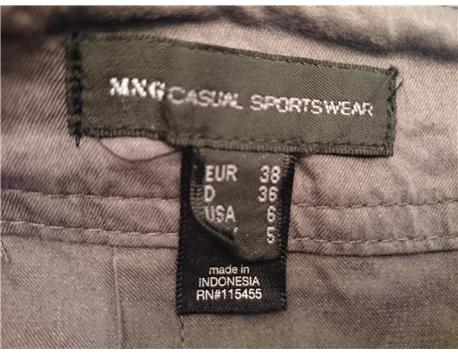 MNG CASUAL SPORTSWEAR
EUR 38
D 36
USA 6
5
made in
INDONESIA
RN#115455